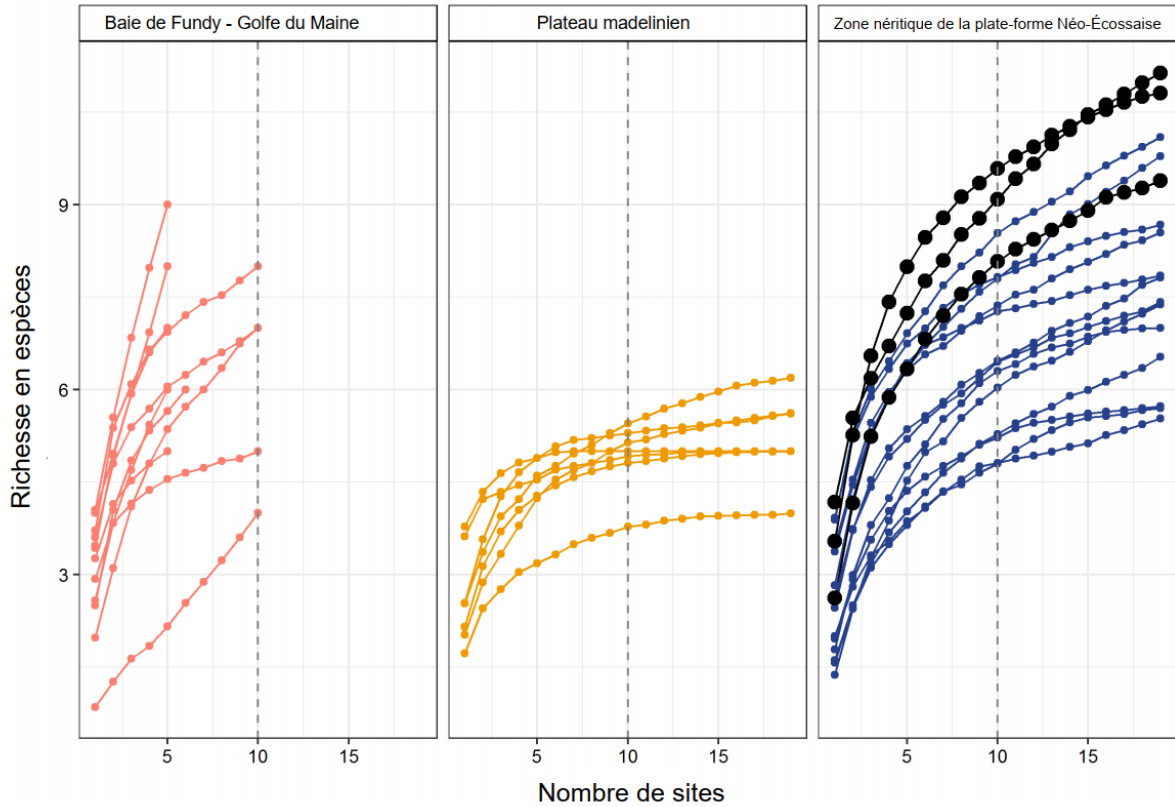 Baie de Fundy - Golfe du Maine
Plateau madelinien
Zone néritique de la plate-forme Néo-Écossaise
Richesse en espèces
9
6
3
5
10
15
5
10
15
5
10
15
Nombre de sites